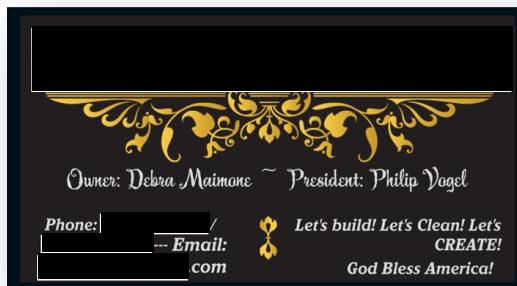 Owner: Debra Maimone ~ President: Philip Vogel
Phone: /
--- Email:
.com
Let's build! Let's Clean! Let's
CREATE!
God Bless America!